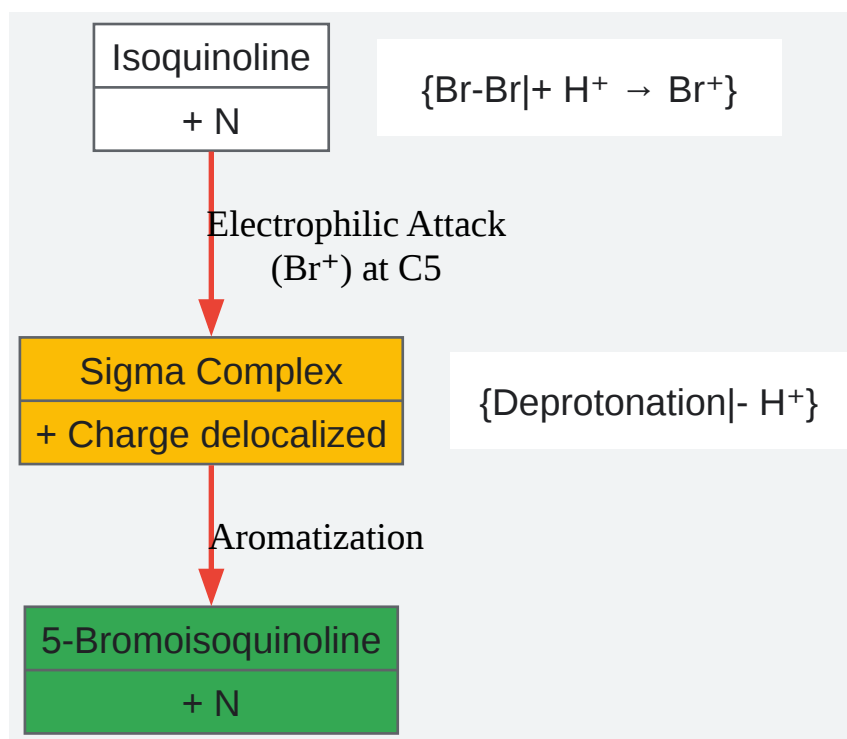 Isoquinoline
+ N
{Br-Br|+ H⁺ → Br⁺}
Electrophilic Attack
(Br⁺) at C5
Sigma Complex
+ Charge delocalized
{Deprotonation|- H⁺}
Aromatization
5-Bromoisoquinoline
+ N